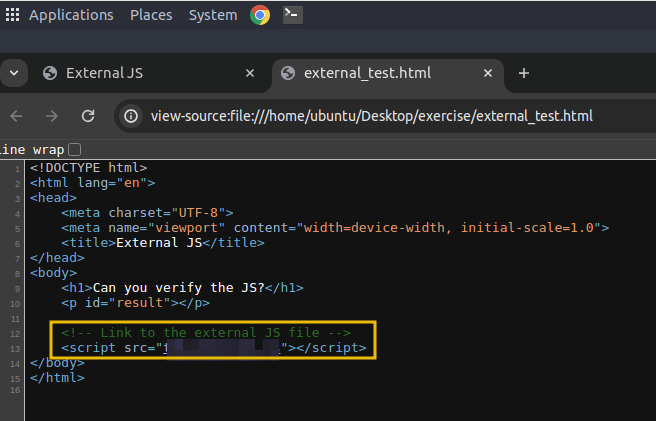 Applications Places System
External JS
external_test.html
view-source:file:///home/ubuntu/Desktop/exercise/external_test.html
ine wrap
1 <!DOCTYPE html>
2 <html lang="en">
3 <head>
4 <meta charset="UTF-8">
5 <meta name="viewport" content="width=device-width, initial-scale=1.0">
6 <title>External JS</title>
7 </head>
8 <body>
9 <h1>Can you verify the JS?</h1>
10 <p id="result"></p>
11
12 <!-- Link to the external JS file -->
13 <script src=" "></script>
14 </body>
15 </html>
16